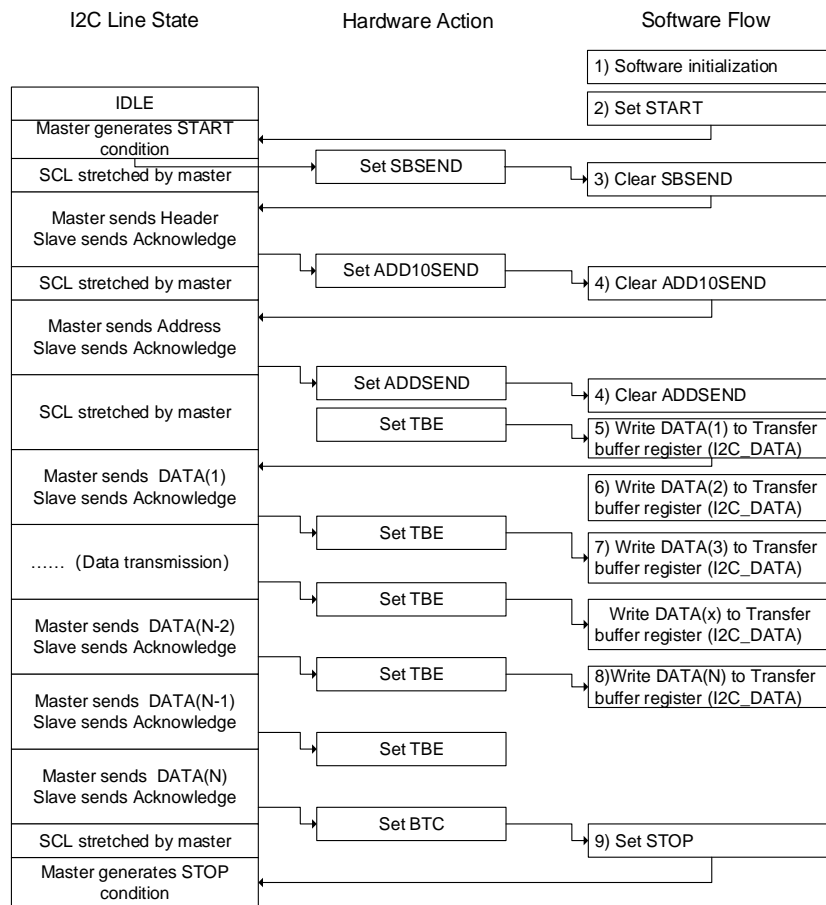 I2C Line State
Hardware Action
Software Flow
1) Software initialization
IDLE
2) Set START
Master generates START
condition
Set SBSEND
SCL stretched by master
3) Clear SBSEND
Master sends Header
Slave sends Acknowledge
Set ADD10SEND
SCL stretched by master
4) Clear ADD10SEND
Master sends Address
Slave sends Acknowledge
Set ADDSEND
4) Clear ADDSEND
SCL stretched by master
Set TBE
5) Write DATA(1) to Transfer
buffer register (I2C_DATA)
Master sends DATA(1)
Slave sends Acknowledge
6) Write DATA(2) to Transfer
buffer register (I2C_DATA)
Set TBE
7) Write DATA(3) to Transfer
buffer register (I2C_DATA)
...... (Data transmission)
Set TBE
Write DATA(x) to Transfer
buffer register (I2C_DATA)
Master sends DATA(N-2)
Slave sends Acknowledge
Set TBE
8)Write DATA(N) to Transfer
buffer register (I2C_DATA)
Master sends DATA(N-1)
Slave sends Acknowledge
Set TBE
Master sends DATA(N)
Slave sends Acknowledge
Set BTC
SCL stretched by master
9) Set STOP
Master generates STOP
condition